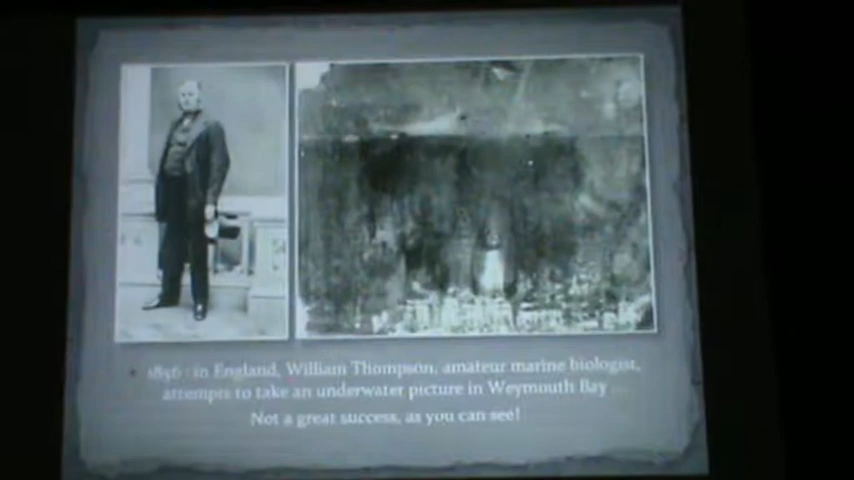 1856 : in England, William Thompson, amateur marine biologist,
attempts to take an underwater picture in Weymouth Bay
Not a great success, as you can see!